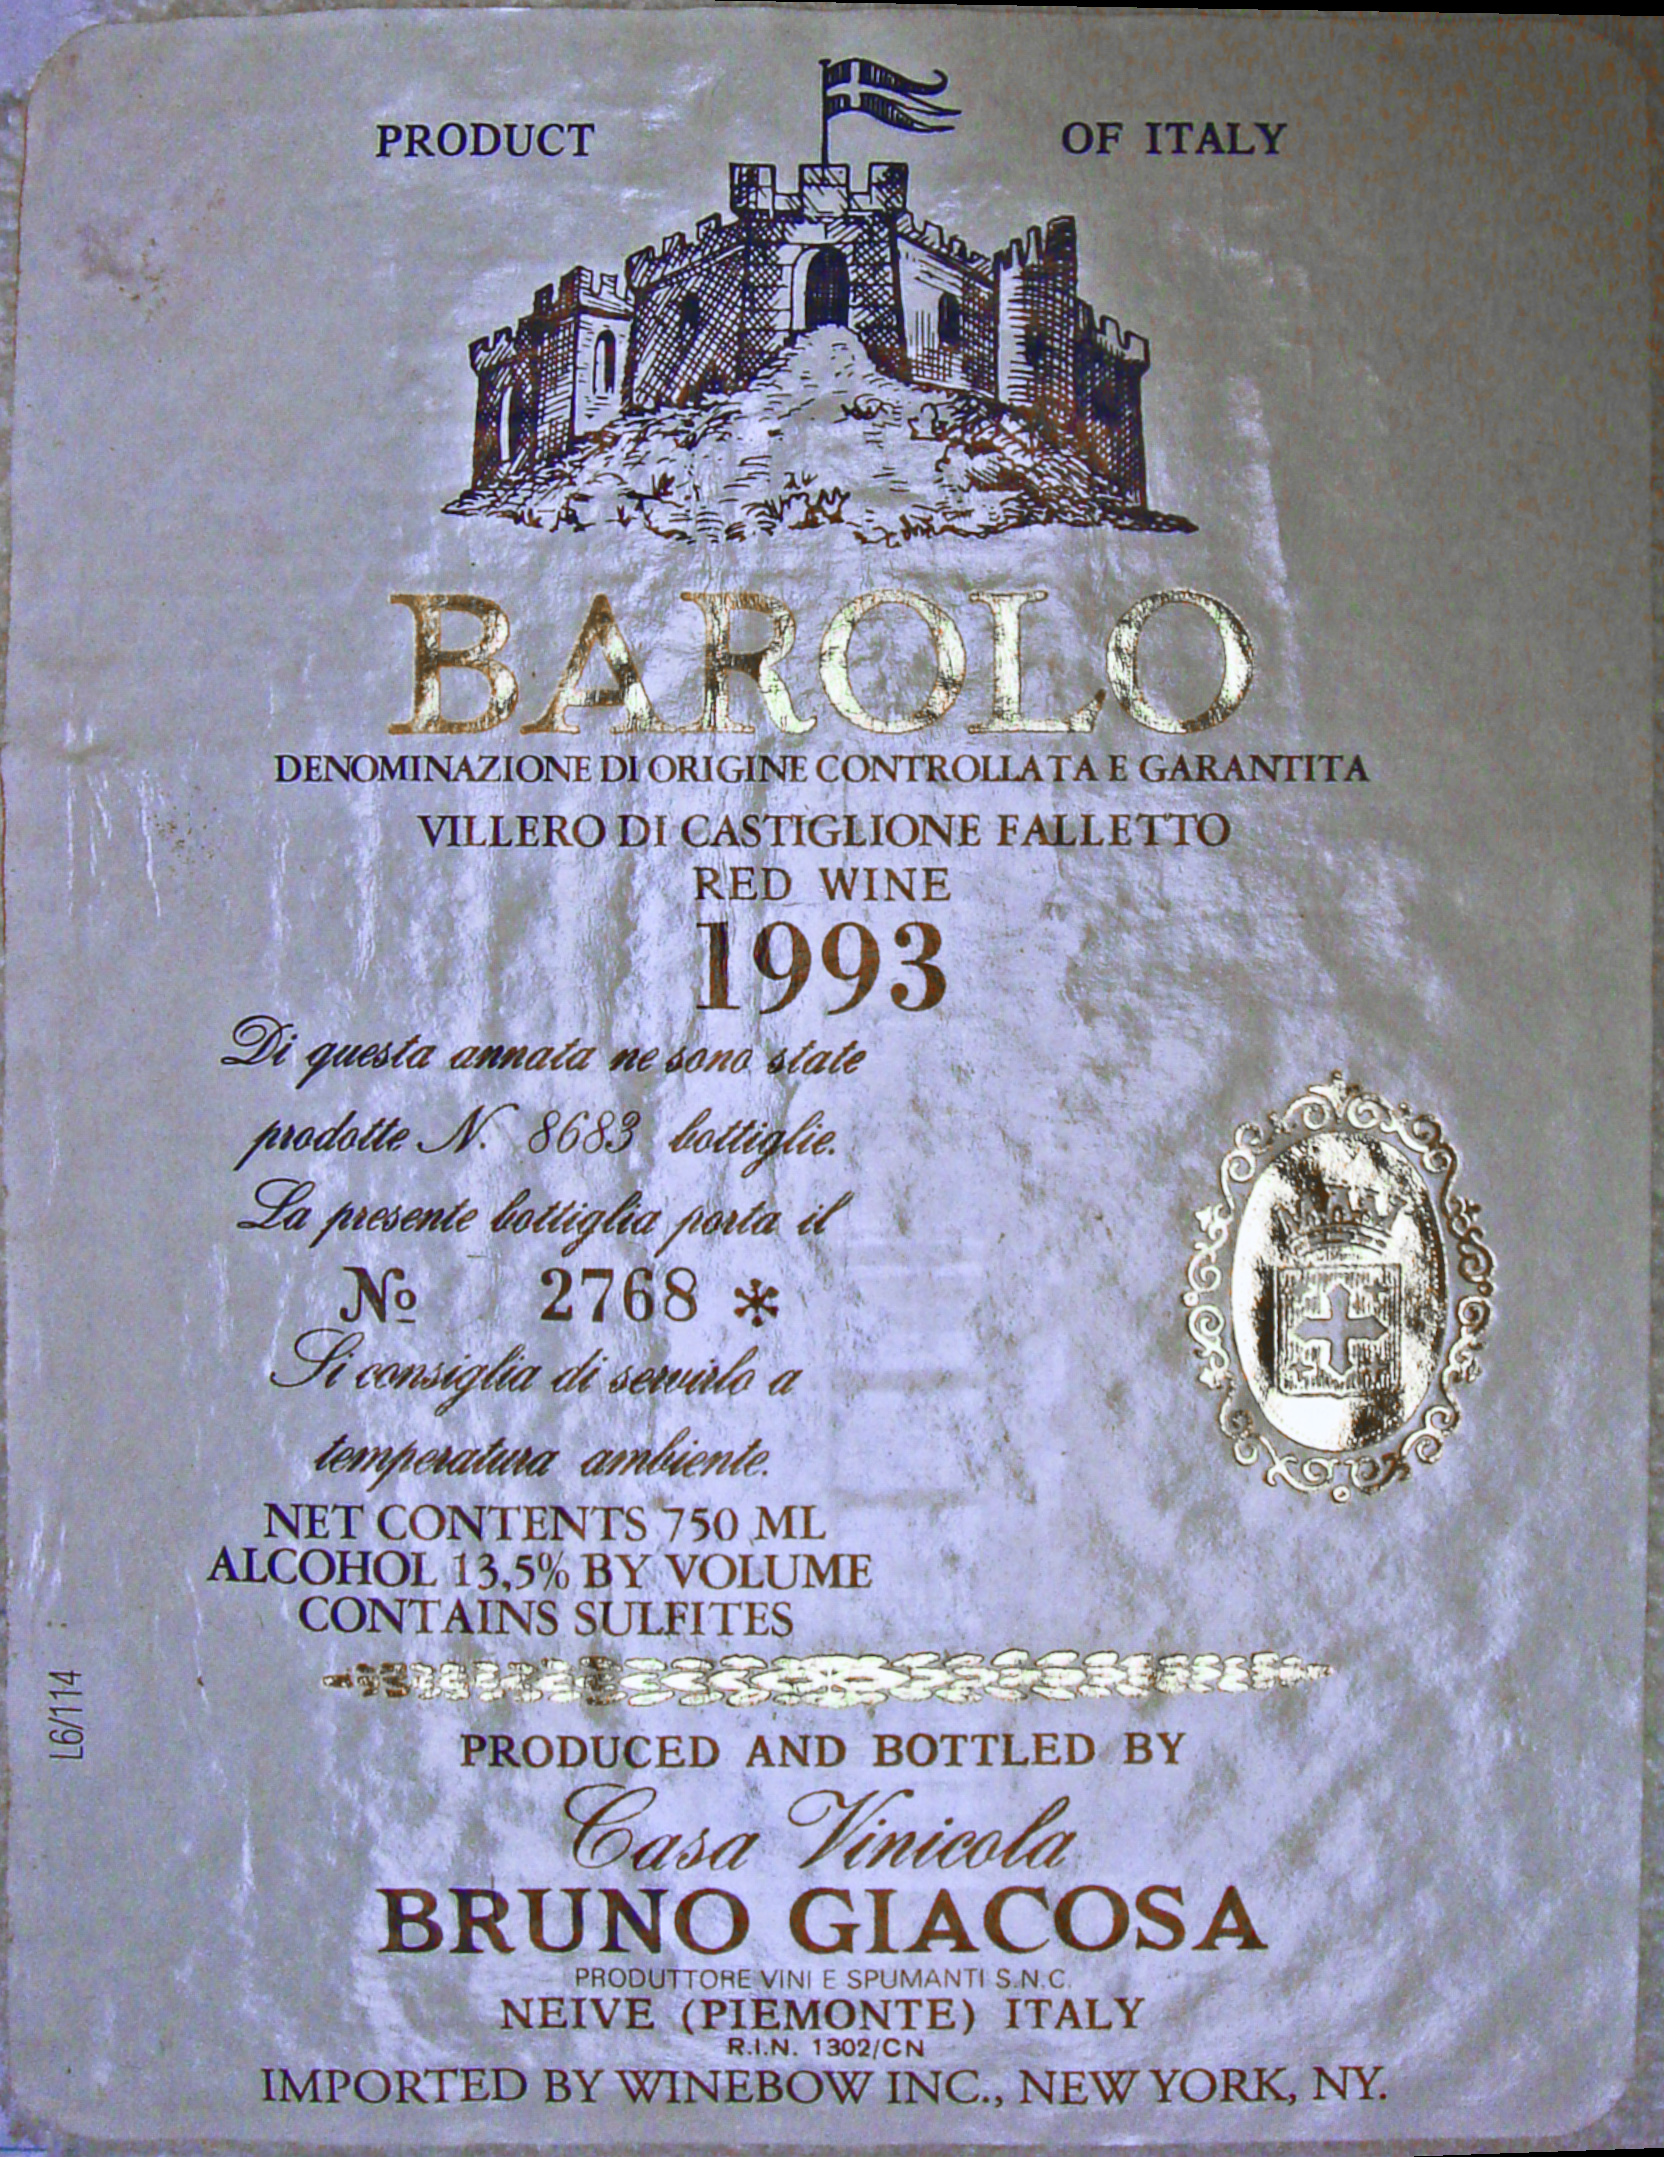 PRODUCT OF ITALY
BAROLO
DENOMINAZIONE DI ORIGINE CONTROLLATA E GARANTITA
VILLERO DI CASTIGLIONE FALLETTO
RED WINE
1993
Di questa annata ne sono state
prodotte N. 8683 bottiglie.
La presente bottiglia porta il
No 2768 *
Si consiglia di servirlo a
temperatura ambiente.
NET CONTENTS 750 ML
ALCOHOL 13,5% BY VOLUME
CONTAINS SULFITES
L6/114
PRODUCED AND BOTTLED BY
Casa Vinicola
BRUNO GIACOSA
PRODUTTORE VINI E SPUMANTI S.N.C.
NEIVE (PIEMONTE) ITALY
R.I.N. 1302/CN
IMPORTED BY WINEBOW INC., NEW YORK, NY.